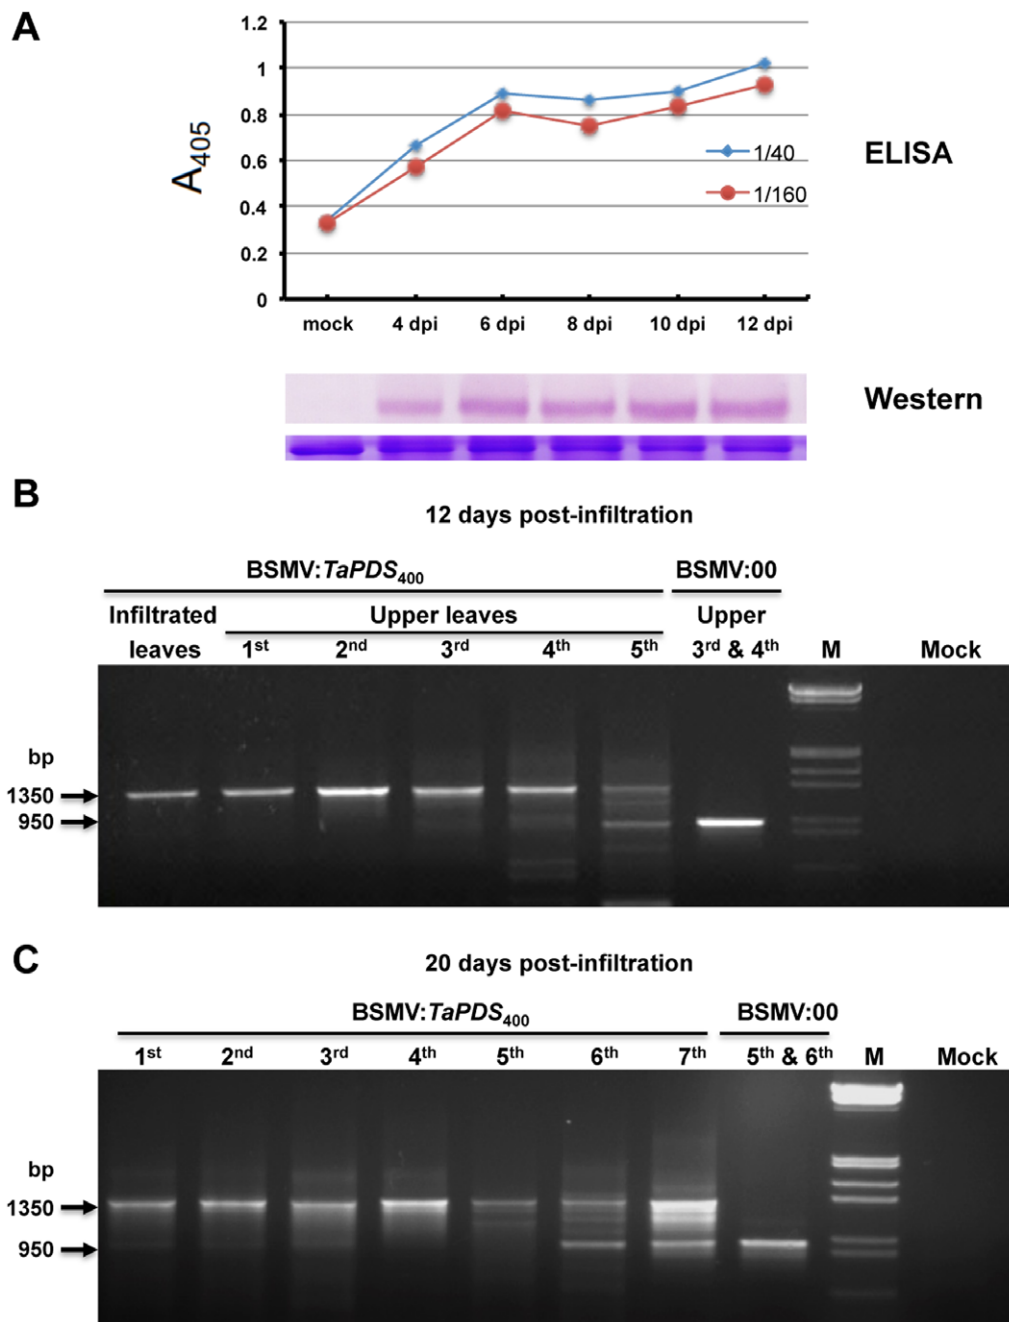 A
1.2
1
0.8
0.6
0.4
0.2
0
A405
1/40
1/160
ELISA
mock 4 dpi 6 dpi 8 dpi 10 dpi 12 dpi
Western
B
12 days post-infiltration
BSMV:TaPDS400 BSMV:00
Infiltrated Upper leaves Upper
leaves 1st 2nd 3rd 4th 5th 3rd & 4th M Mock
bp
1350
950
C
20 days post-infiltration
BSMV:TaPDS400 BSMV:00
1st 2nd 3rd 4th 5th 6th 7th 5th & 6th M Mock
bp
1350
950